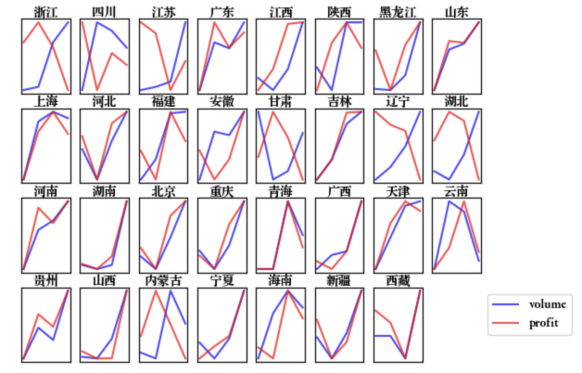 浙江 四川 江苏 广东 江西 陕西 黑龙江 山东
上海 河北 福建 安徽 甘肃 吉林 辽宁 湖北
河南 湖南 北京 重庆 青海 广西 天津 云南
贵州 山西 内蒙古 宁夏 海南 新疆 西藏
volume
profit